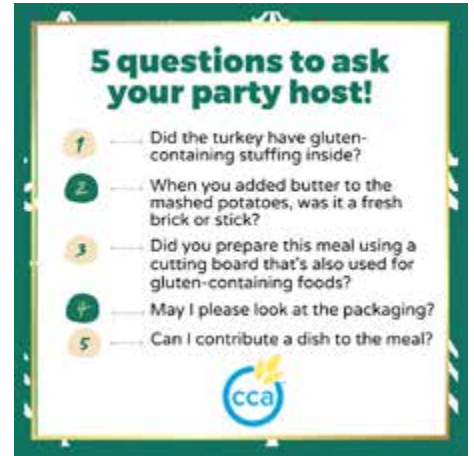 5 questions to ask
your party host!
1 Did the turkey have gluten-
containing stuffing inside?
2 When you added butter to the
mashed potatoes, was it a fresh
brick or stick?
3 Did you prepare this meal using a
cutting board that's also used for
gluten-containing foods?
4 May I please look at the packaging?
5 Can I contribute a dish to the meal?
cca